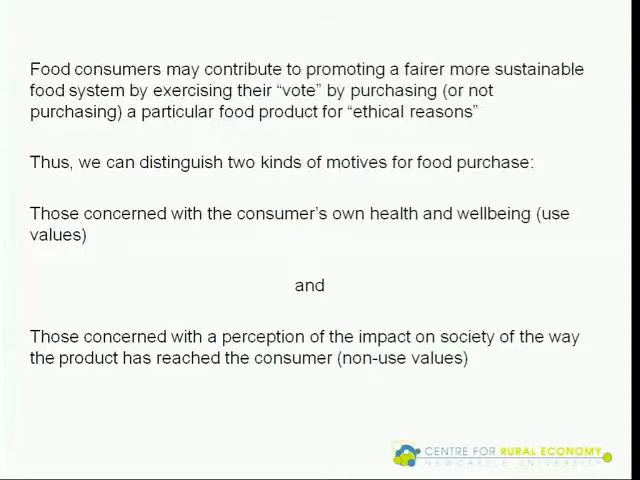 Food consumers may contribute to promoting a fairer more sustainable
food system by exercising their “vote” by purchasing (or not
purchasing) a particular food product for “ethical reasons”
Thus, we can distinguish two kinds of motives for food purchase:
Those concerned with the consumer’s own health and wellbeing (use
values)
and
Those concerned with a perception of the impact on society of the way
the product has reached the consumer (non-use values)
CENTRE FOR RURAL ECONOMY
NEWCASTLE UNIVERSITY